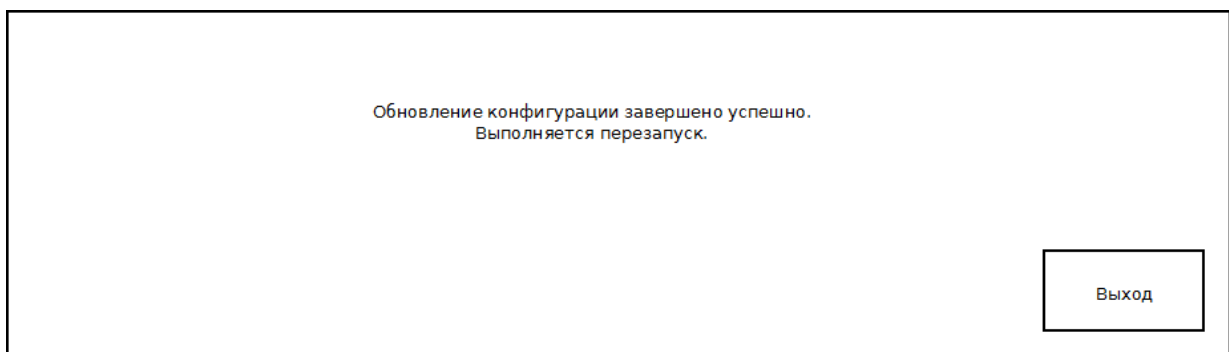 Обновление конфигурации завершено успешно.
Выполняется перезапуск.
Выход